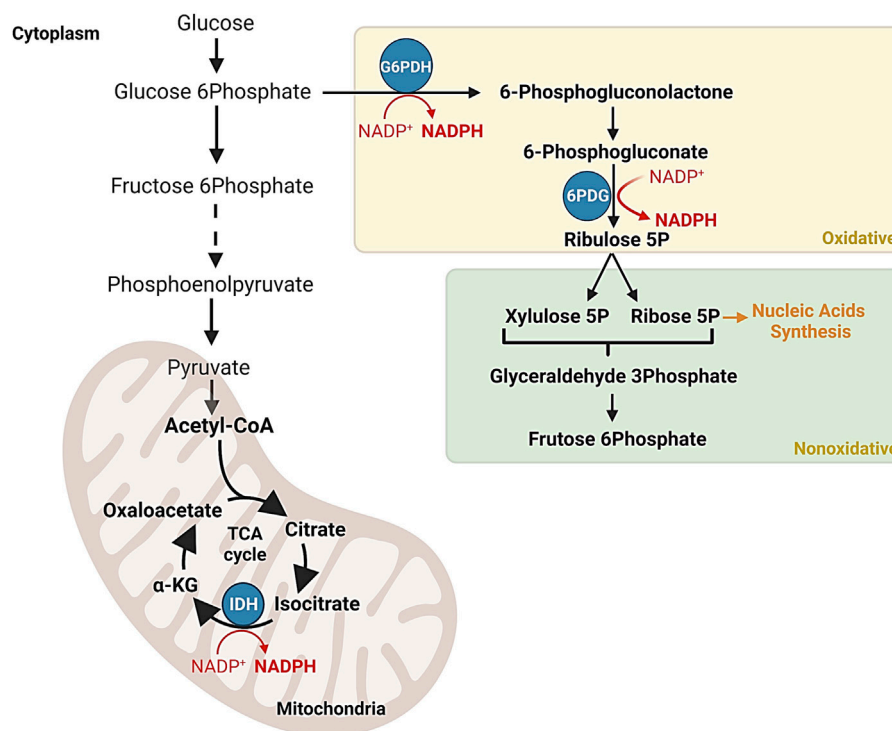 Cytoplasm
Glucose
Glucose 6Phosphate
Fructose 6Phosphate
Phosphoenolpyruvate
Pyruvate
Acetyl-CoA
Oxaloacetate
TCA
cycle
Citrate
α-KG
IDH
Isocitrate
NADP⁺ NADPH
Mitochondria
G6PDH
NADP⁺ NADPH
6-Phosphogluconolactone
6-Phosphogluconate
6PDG
NADP⁺
NADPH
Ribulose 5P
Oxidative
Xylulose 5P
Ribose 5P
Nucleic Acids
Synthesis
Glyceraldehyde 3Phosphate
Frutose 6Phosphate
Nonoxidative